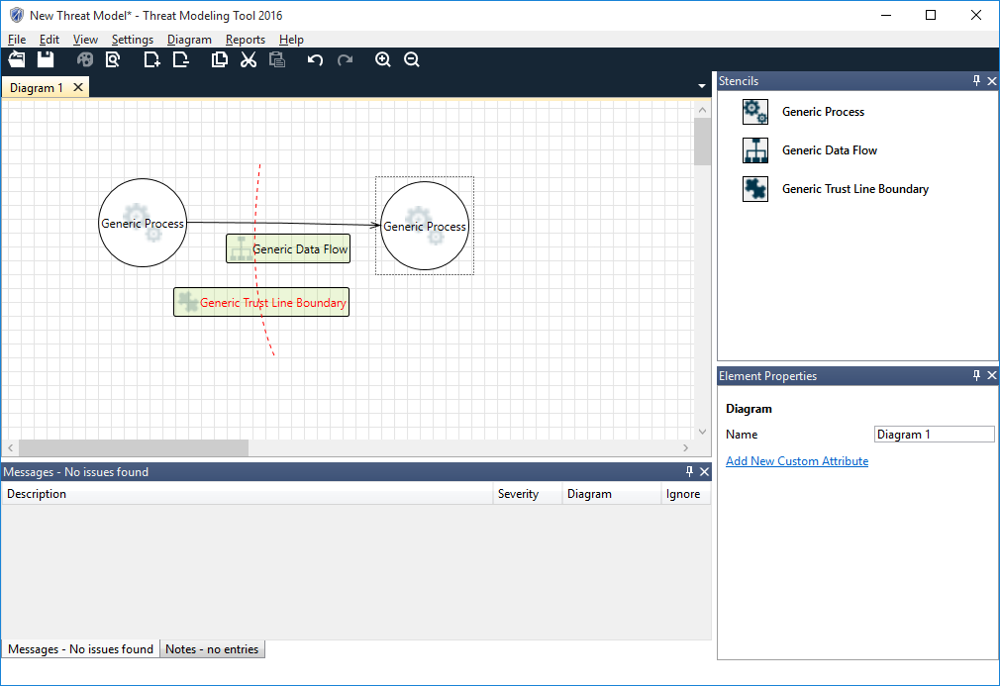 New Threat Model* - Threat Modeling Tool 2016
File Edit View Settings Diagram Reports Help
Diagram 1
Generic Process
Generic Data Flow
Generic Process
Generic Trust Line Boundary
Stencils
Generic Process
Generic Data Flow
Generic Trust Line Boundary
Element Properties
Diagram
Name Diagram 1
Add New Custom Attribute
Messages - No issues found
Description Severity Diagram Ignore
Messages - No issues found Notes - no entries